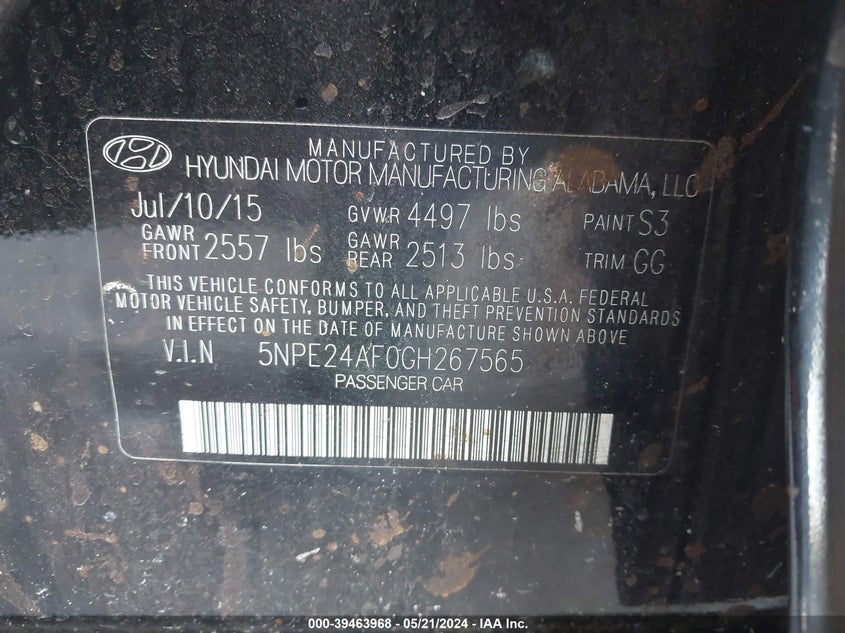 MANUFACTURED BY
HYUNDAI MOTOR MANUFACTURING ALABAMA, LLC
Jul/10/15 GVWR 4497 lbs PAINT S3
GAWR FRONT 2557 lbs GAWR REAR 2513 lbs TRIM GG
THIS VEHICLE CONFORMS TO ALL APPLICABLE U.S.A. FEDERAL
MOTOR VEHICLE SAFETY, BUMPER, AND THEFT PREVENTION STANDARDS
IN EFFECT ON THE DATE OF MANUFACTURE SHOWN ABOVE
V.I.N 5NPE24AF0GH267565
PASSENGER CAR
000-39463968 - 05/21/2024 - IAA Inc.